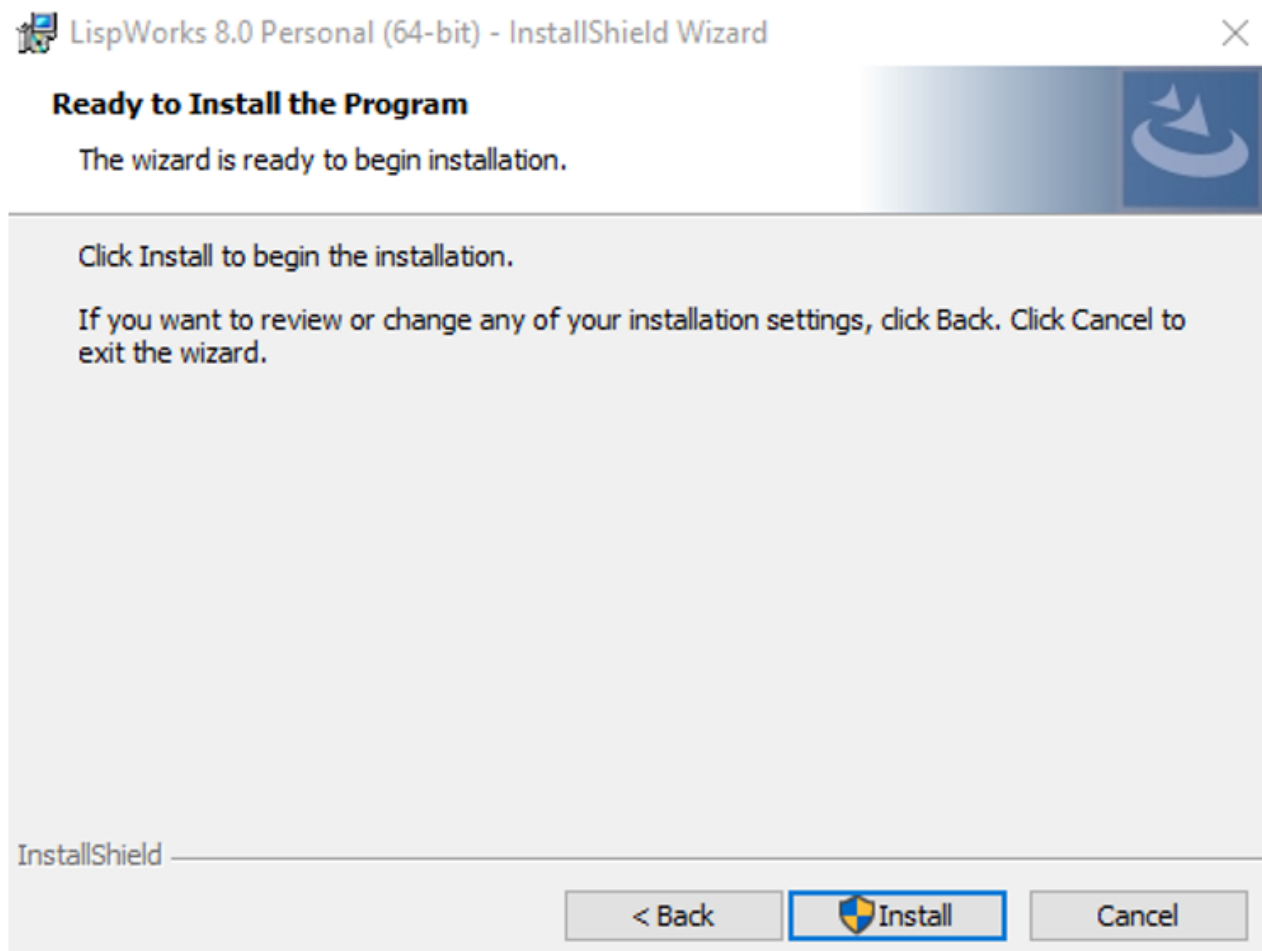 LispWorks 8.0 Personal (64-bit) - InstallShield Wizard
Ready to Install the Program
The wizard is ready to begin installation.
Click Install to begin the installation.
If you want to review or change any of your installation settings, click Back. Click Cancel to
exit the wizard.
InstallShield
< Back
Install
Cancel